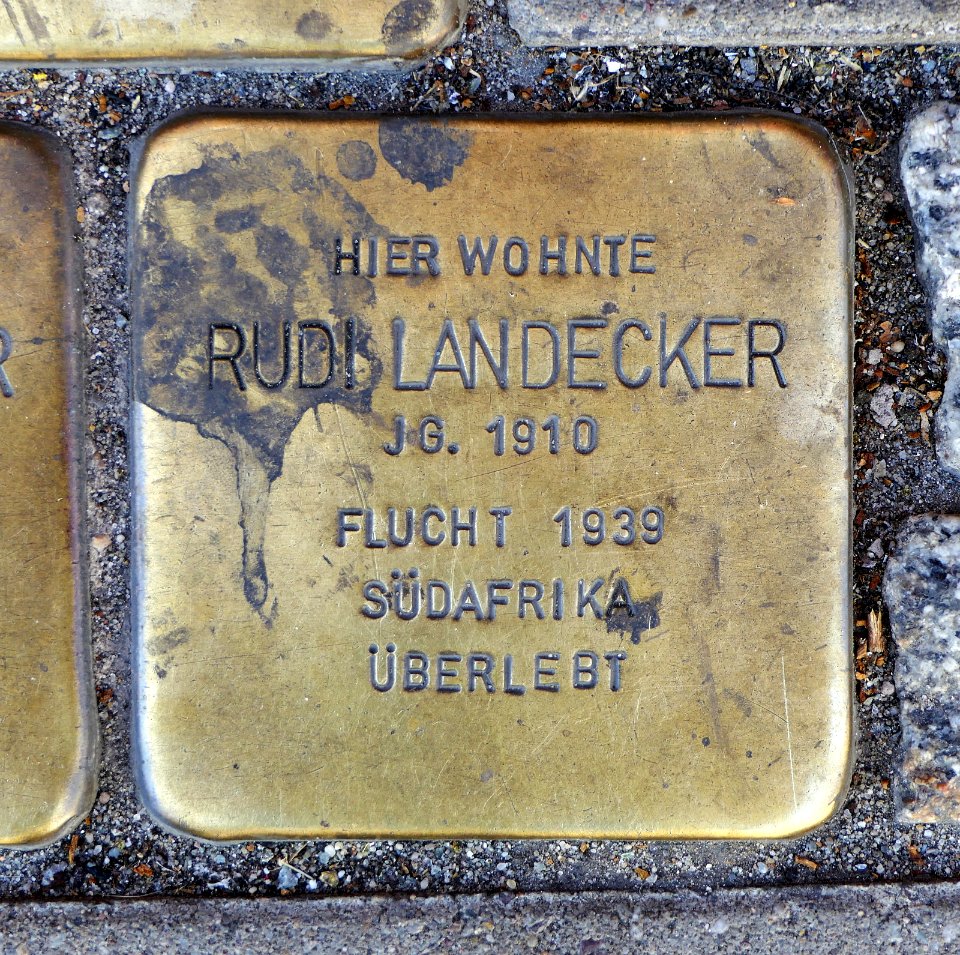 HIER WOHNTE
RUDI LANDECKER
JG. 1910
FLUCHT 1939
SÜDAFRIKA
ÜBERLEBT